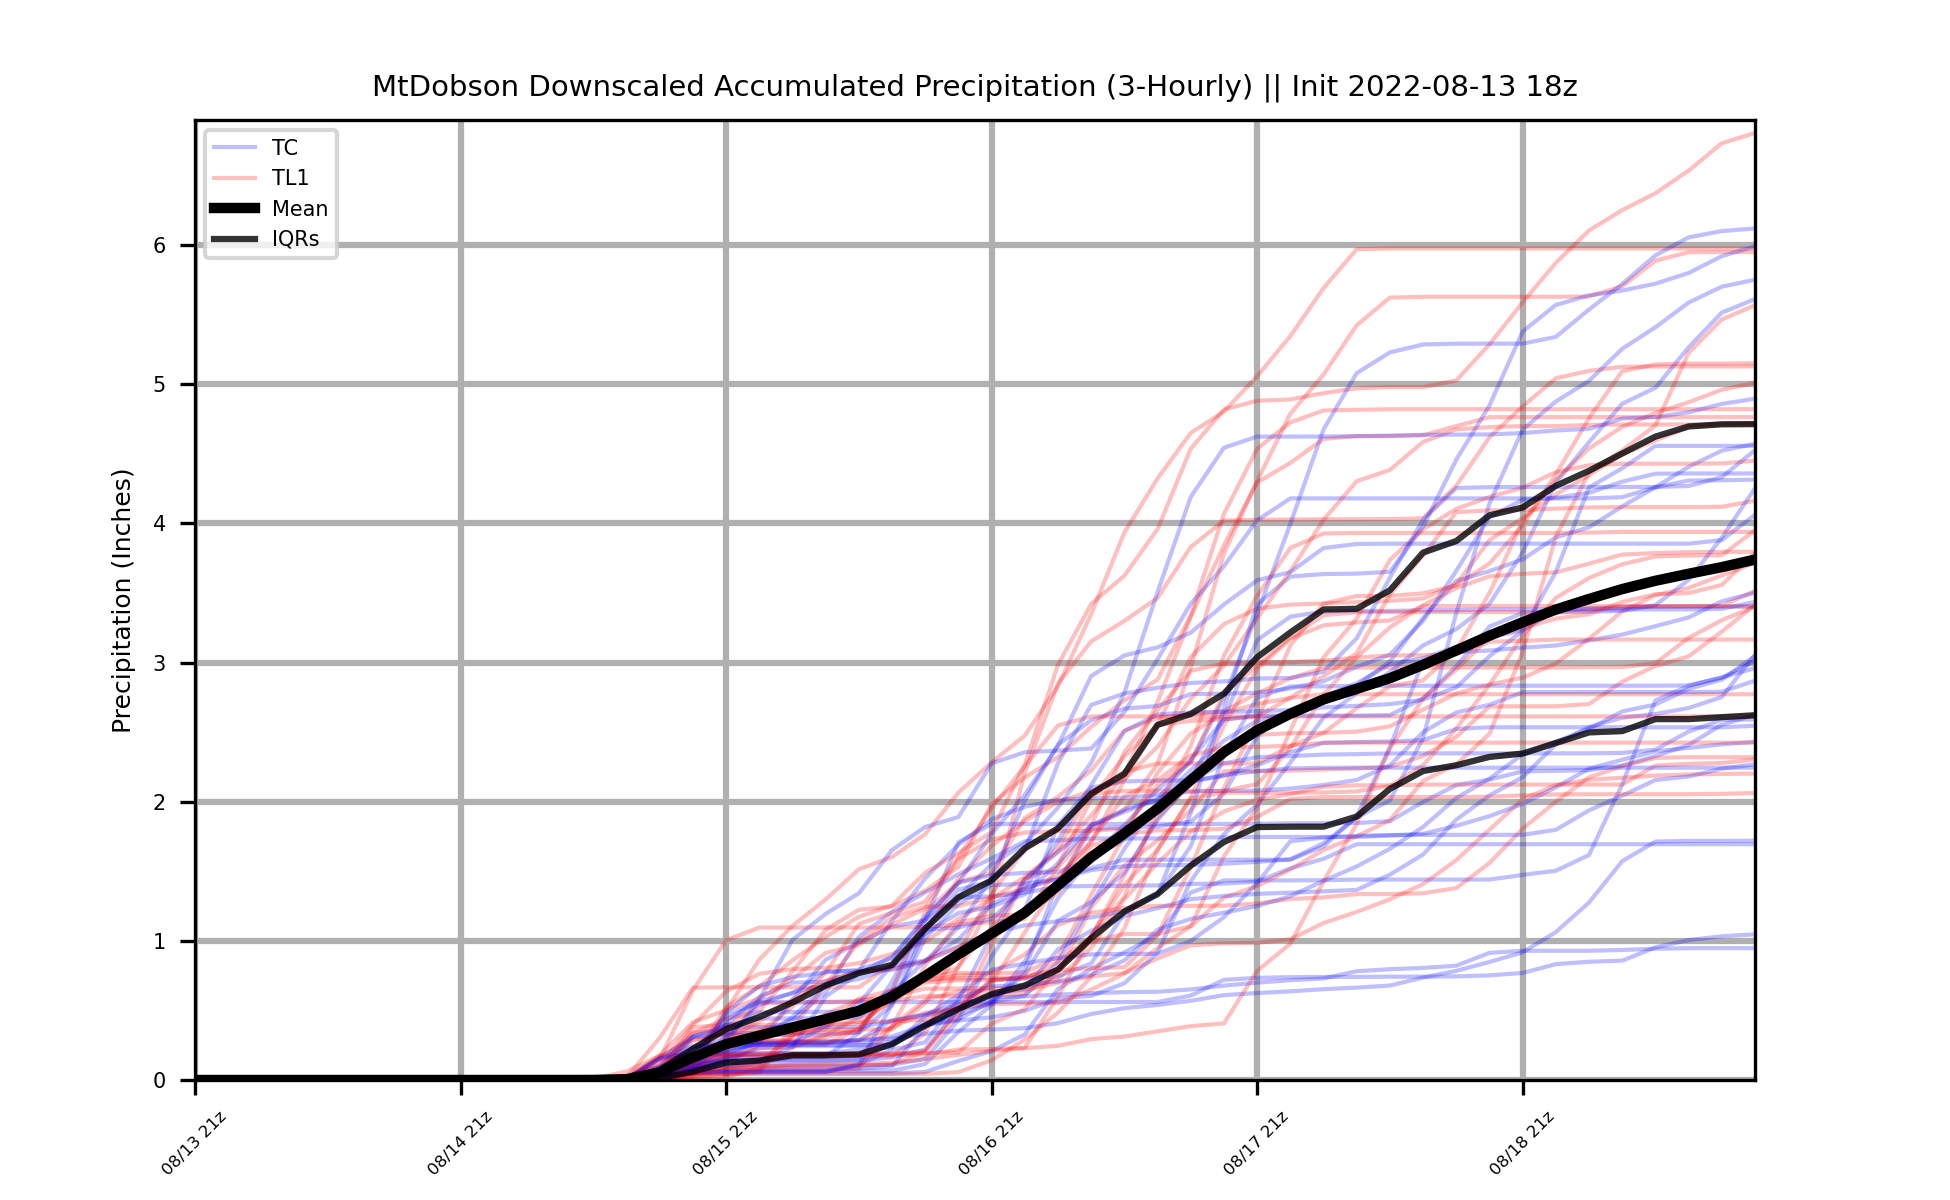 MtDobson Downscaled Accumulated Precipitation (3-Hourly) || Init 2022-08-13 18z
TC
TL1
Mean
IQRs
Precipitation (Inches)
6
5
4
3
2
1
0
08/13 21z
08/14 21z
08/15 21z
08/16 21z
08/17 21z
08/18 21z